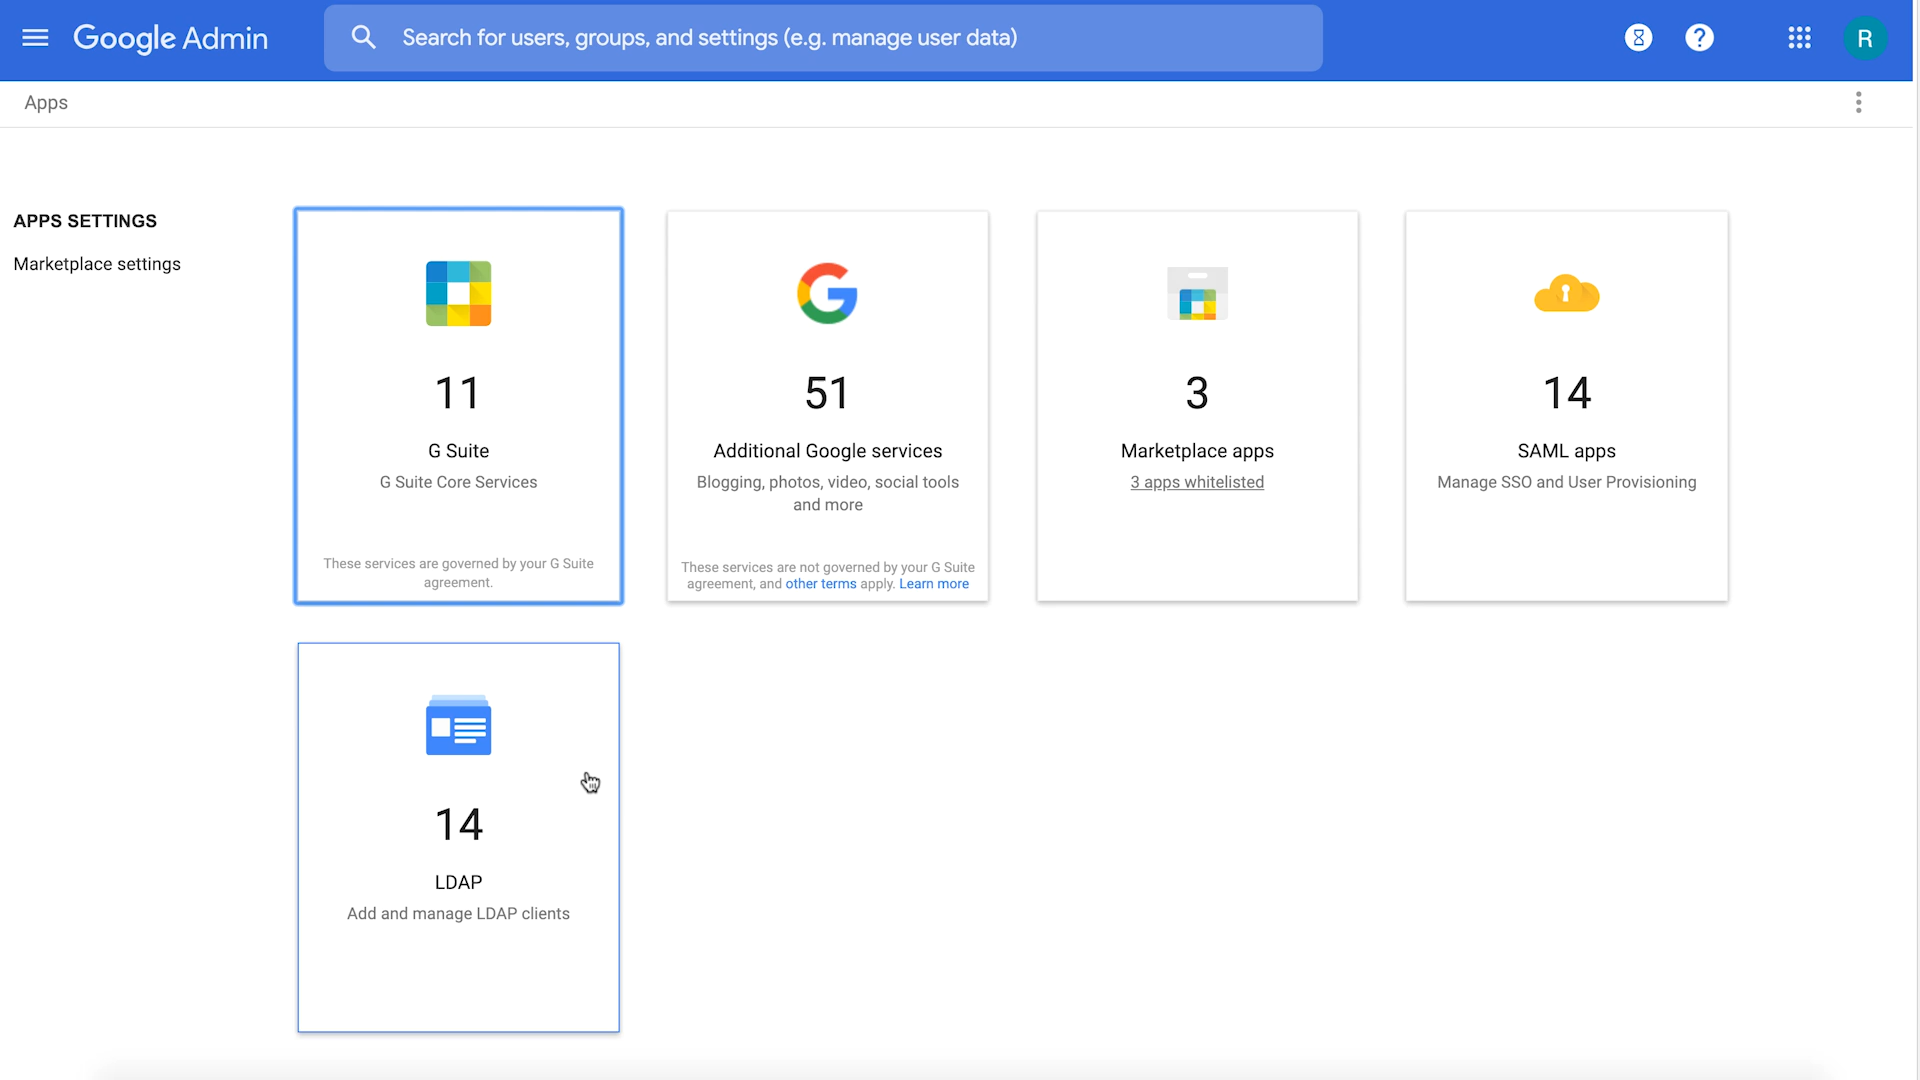 Google Admin
Search for users, groups, and settings (e.g. manage user data)
R
Apps
APPS SETTINGS
Marketplace settings
11
G Suite
G Suite Core Services
These services are governed by your G Suite
agreement.
51
Additional Google services
Blogging, photos, video, social tools
and more
These services are not governed by your G Suite
agreement, and other terms apply. Learn more
3
Marketplace apps
3 apps whitelisted
14
SAML apps
Manage SSO and User Provisioning
14
LDAP
Add and manage LDAP clients